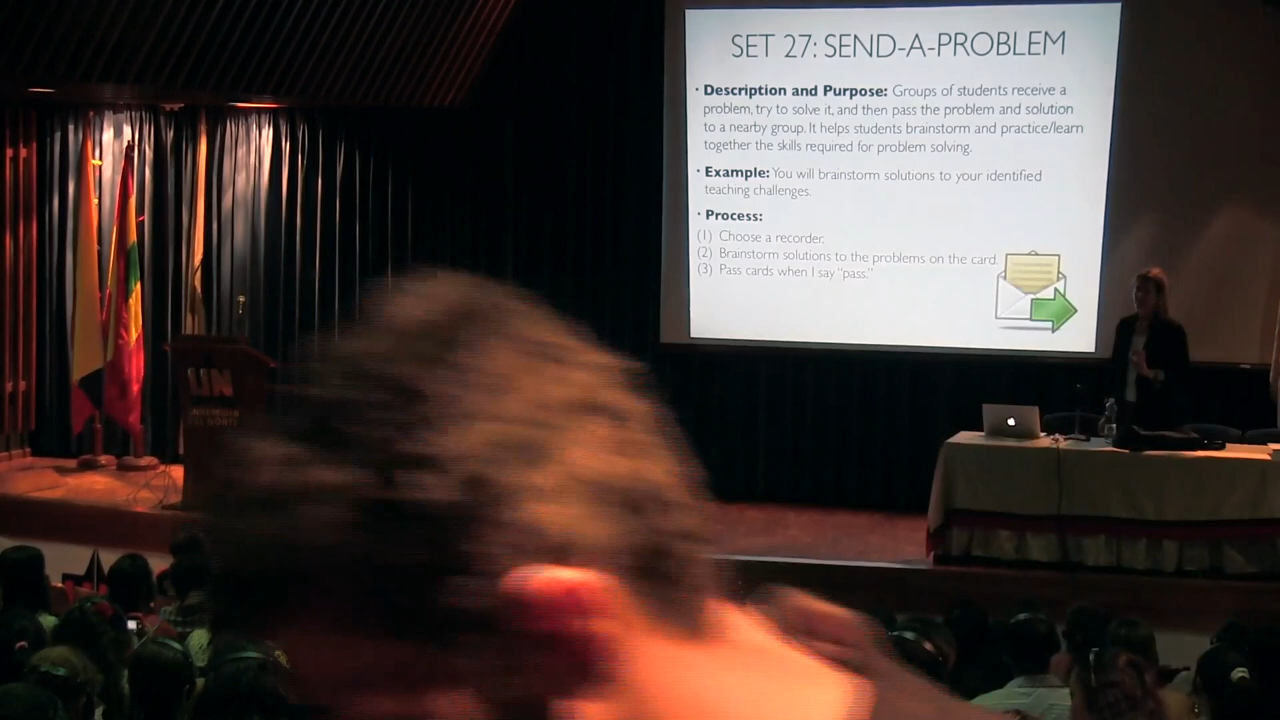 SET 27: SEND-A-PROBLEM
• Description and Purpose: Groups of students receive a
problem, try to solve it, and then pass the problem and solution
to a nearby group. It helps students brainstorm and practice/learn
together the skills required for problem solving.
• Example: You will brainstorm solutions to your identified
teaching challenges.
• Process:
(1) Choose a recorder.
(2) Brainstorm solutions to the problems on the card.
(3) Pass cards when I say "pass."
UN
UNIVERSIDAD
DEL NORTE